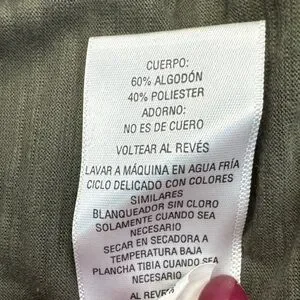 CUERPO:
60% ALGODÓN
40% POLIESTER
ADORNO:
NO ES DE CUERO
VOLTEAR AL REVÉS
LAVAR A MÁQUINA EN AGUA FRÍA
CICLO DELICADO CON COLORES
SIMILARES
BLANQUEADOR SIN CLORO
SOLAMENTE CUANDO SEA
NECESARIO
SECAR EN SECADORA A
TEMPERATURA BAJA
PLANCHA TIBIA CUANDO SEA
NECESARIO
AL REV